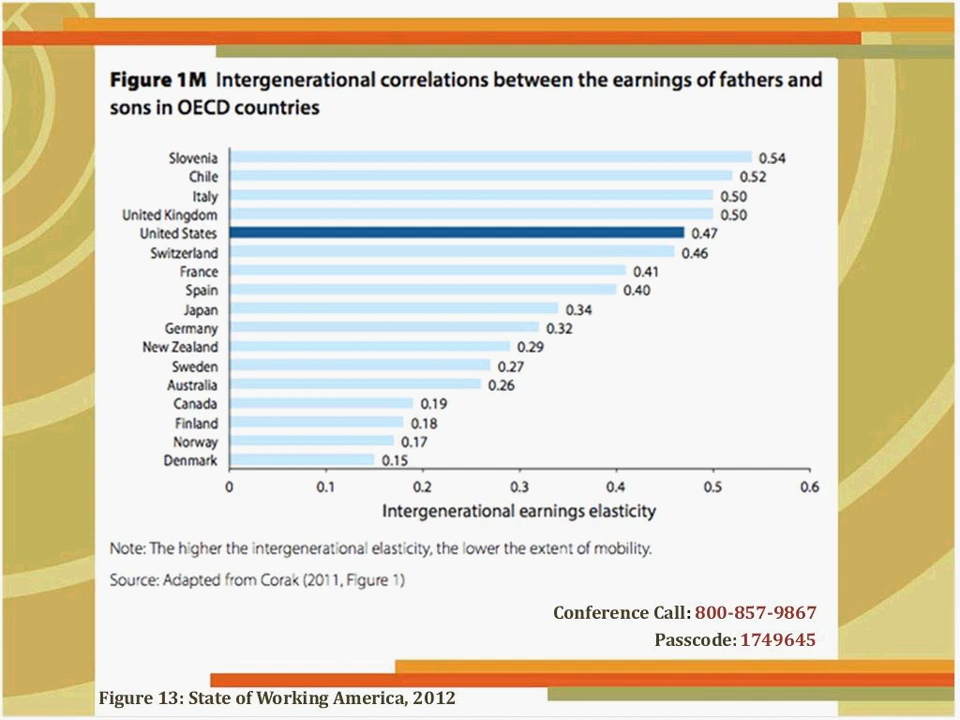 Figure 1M Intergenerational correlations between the earnings of fathers and
sons in OECD countries
Slovenia 0.54
Chile 0.52
Italy 0.50
United Kingdom 0.50
United States 0.47
Switzerland 0.46
France 0.41
Spain 0.40
Japan 0.34
Germany 0.32
New Zealand 0.29
Sweden 0.27
Australia 0.26
Canada 0.19
Finland 0.18
Norway 0.17
Denmark 0.15
0 0.1 0.2 0.3 0.4 0.5 0.6
Intergenerational earnings elasticity
Note: The higher the intergenerational elasticity, the lower the extent of mobility.
Source: Adapted from Corak (2011, Figure 1)
Conference Call: 800-857-9867
Passcode: 1749645
Figure 13: State of Working America, 2012